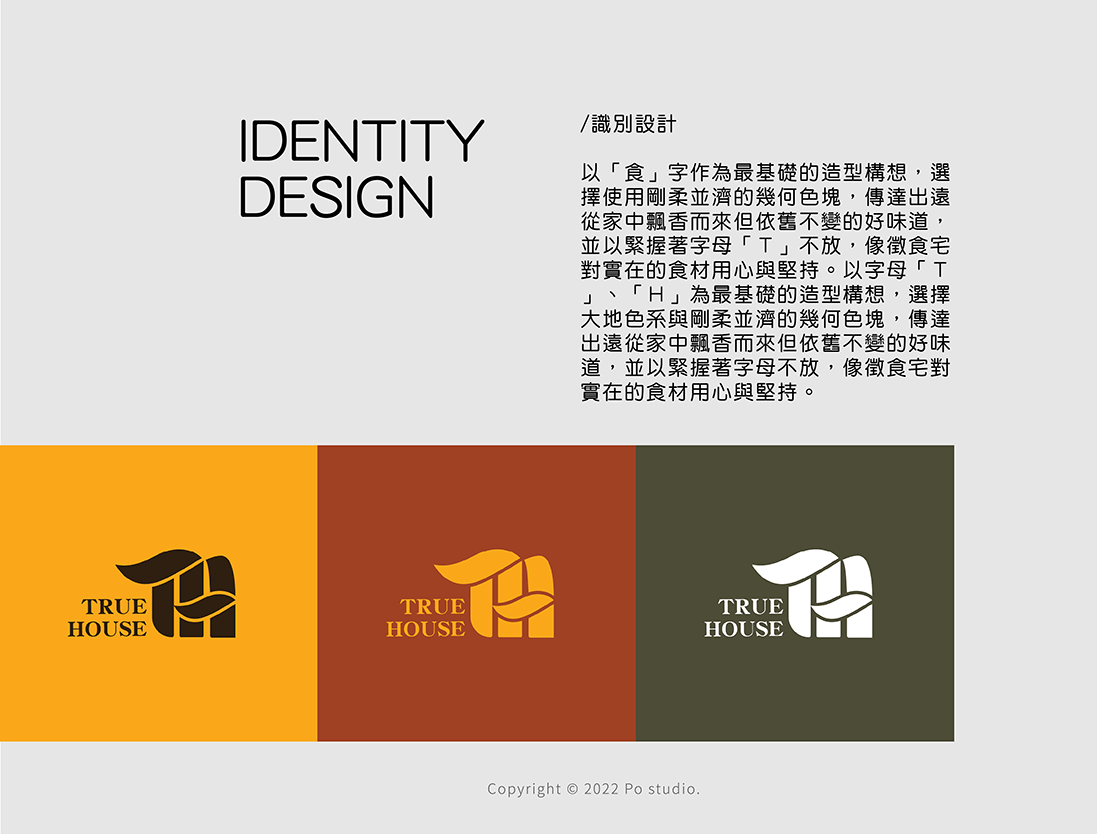 IDENTITY
DESIGN
/識別設計
以「食」字作為最基礎的造型構想，選
擇使用剛柔並濟的幾何色塊，傳達出遠
從家中飄香而來但依舊不變的好味道，
並以緊握著字母「T」不放，像徵食宅
對實在的食材用心與堅持。以字母「T
」、「H」為最基礎的造型構想，選擇
大地色系與剛柔並濟的幾何色塊，傳達
出遠從家中飄香而來但依舊不變的好味
道，並以緊握著字母不放，像徵食宅對
實在的食材用心與堅持。
TRUE
HOUSE
TRUE
HOUSE
TRUE
HOUSE
Copyright © 2022 Po studio.